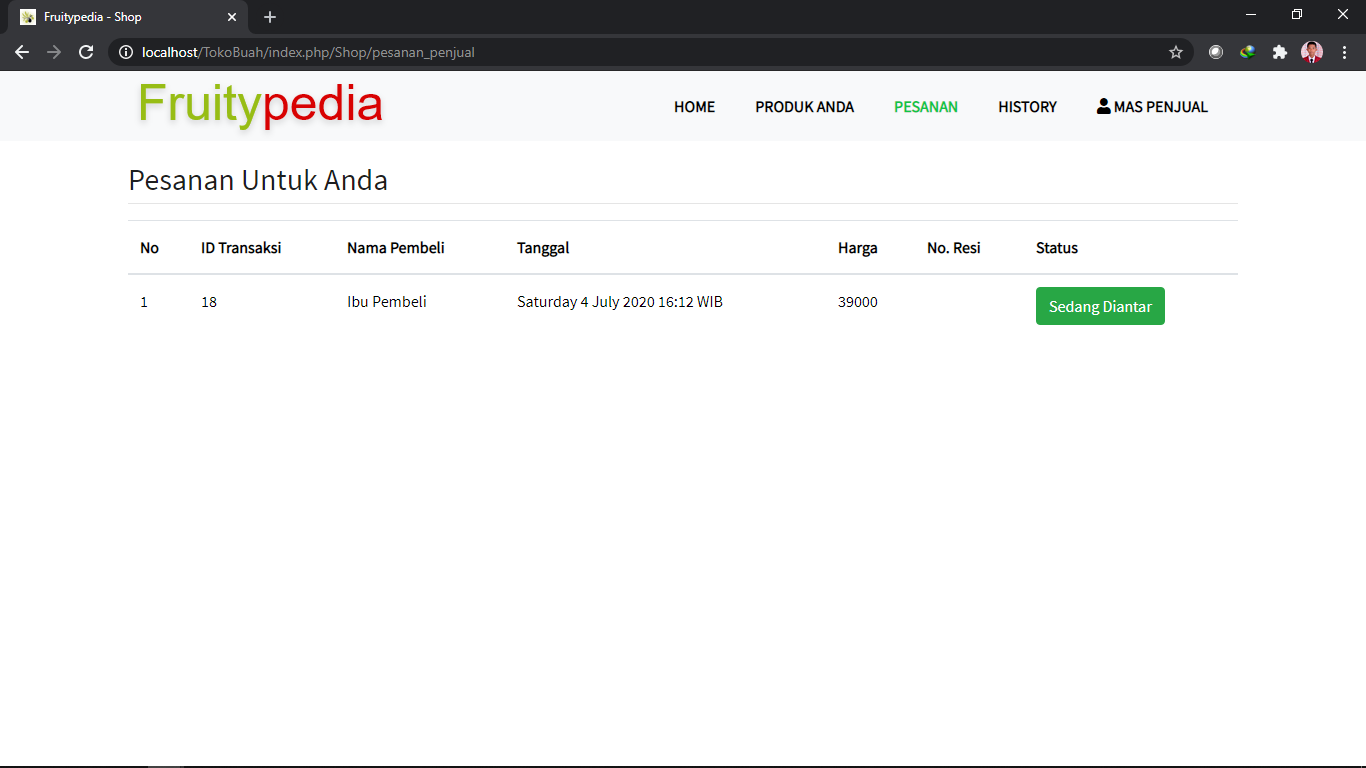 Fruitypedia - Shop
localhost/TokoBuah/index.php/Shop/pesanan_penjual
Fruitypedia HOME PRODUK ANDA PESANAN HISTORY MAS PENJUAL
Pesanan Untuk Anda
No ID Transaksi Nama Pembeli Tanggal Harga No. Resi Status
1 18 Ibu Pembeli Saturday 4 July 2020 16:12 WIB 39000 Sedang Diantar